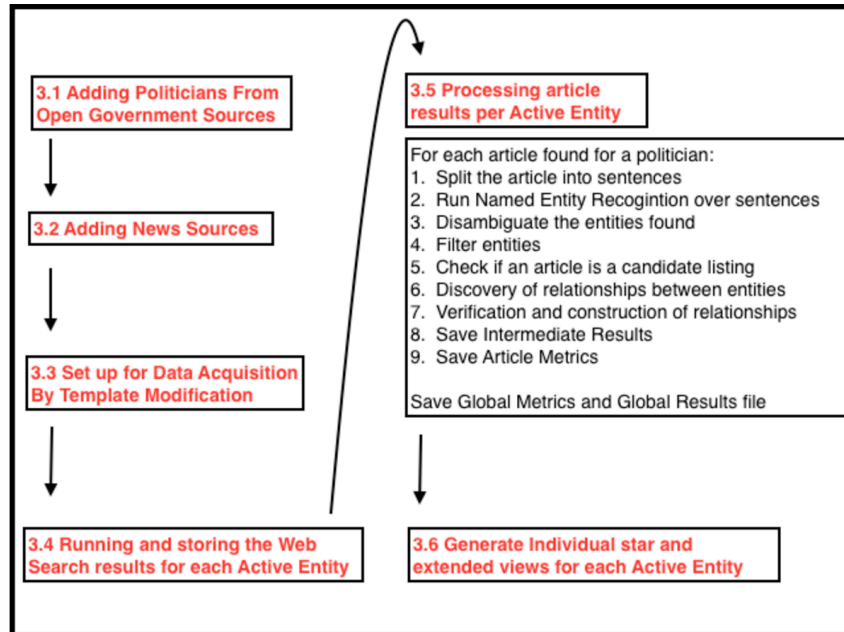 3.1 Adding Politicians From
Open Government Sources
3.2 Adding News Sources
3.3 Set up for Data Acquisition
By Template Modification
3.4 Running and storing the Web
Search results for each Active Entity
3.5 Processing article
results per Active Entity
For each article found for a politician:
1. Split the article into sentences
2. Run Named Entity Recogintion over sentences
3. Disambiguate the entities found
4. Filter entities
5. Check if an article is a candidate listing
6. Discovery of relationships between entities
7. Verification and construction of relationships
8. Save Intermediate Results
9. Save Article Metrics
Save Global Metrics and Global Results file
3.6 Generate Individual star and
extended views for each Active Entity